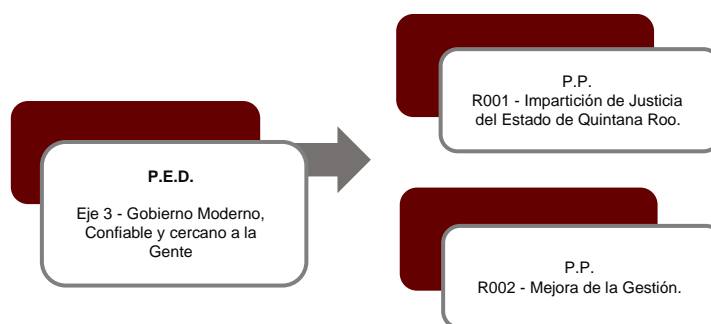 P.E.D.
Eje 3 - Gobierno Moderno,
Confiable y cercano a la
Gente
P.P.
R001 - Impartición de Justicia
del Estado de Quintana Roo.
P.P.
R002 - Mejora de la Gestión.